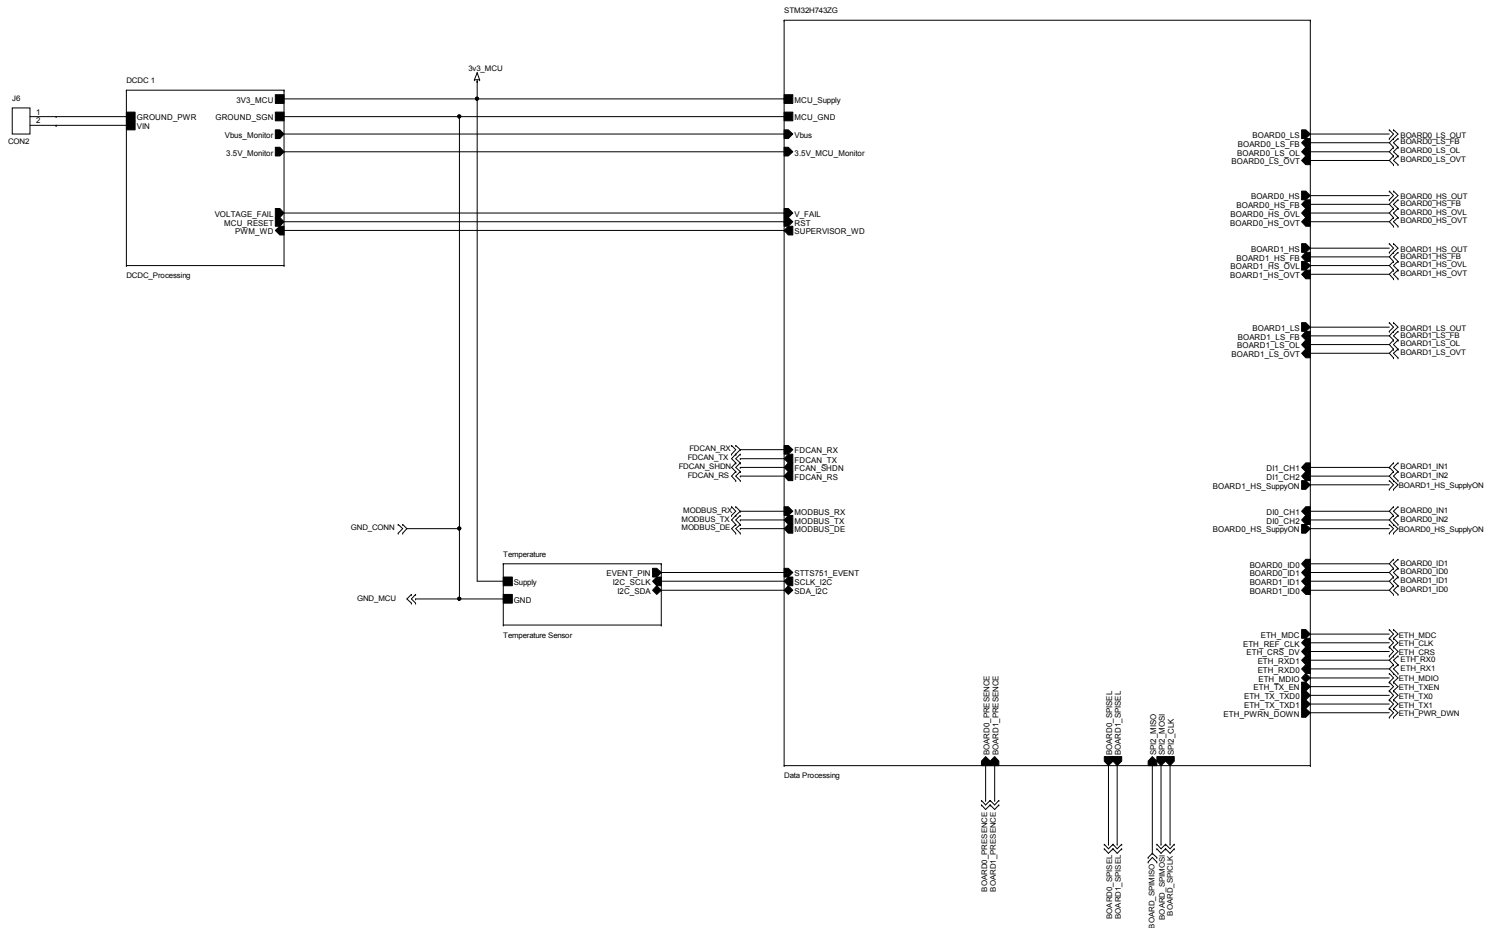 STM32H743ZG
3v3_MCU
DCDC 1
J6
1
2
CON2
GROUND_PWR
VIN
3V3_MCU
GROUND_SGN
Vbus_Monitor
3.5V_Monitor
VOLTAGE_FAIL
MCU_RESET
PWM_WD
DCDC_Processing
MCU_Supply
MCU_GND
Vbus
3.5V_MCU_Monitor
V_FAIL
RST
SUPERVISOR_WD
BOARD0_LS BOARD0_LS_OUT
BOARD0_LS_FB BOARD0_LS_FB
BOARD0_LS_OL BOARD0_LS_OL
BOARD0_LS_OVT BOARD0_LS_OVT
BOARD0_HS BOARD0_HS_OUT
BOARD0_HS_FB BOARD0_HS_FB
BOARD0_HS_OVL BOARD0_HS_OVL
BOARD0_HS_OVT BOARD0_HS_OVT
BOARD1_HS BOARD1_HS_OUT
BOARD1_HS_FB BOARD1_HS_FB
BOARD1_HS_OVL BOARD1_HS_OVL
BOARD1_HS_OVT BOARD1_HS_OVT
BOARD1_LS BOARD1_LS_OUT
BOARD1_LS_FB BOARD1_LS_FB
BOARD1_LS_OL BOARD1_LS_OL
BOARD1_LS_OVT BOARD1_LS_OVT
FDCAN_RX FDCAN_RX
FDCAN_TX FDCAN_TX
FDCAN_SHDN FCAN_SHDN
FDCAN_RS FDCAN_RS
MODBUS_RX MODBUS_RX
MODBUS_TX MODBUS_TX
MODBUS_DE MODBUS_DE
DI1_CH1 BOARD1_IN1
DI1_CH2 BOARD1_IN2
BOARD1_HS_SuppyON BOARD1_HS_SupplyON
DI0_CH1 BOARD0_IN1
DI0_CH2 BOARD0_IN2
BOARD0_HS_SuppyON BOARD0_HS_SupplyON
GND_CONN
GND_MCU
Temperature
Supply
GND
EVENT_PIN
I2C_SCLK
I2C_SDA
Temperature Sensor
STTS751_EVENT
SCLK_I2C
SDA_I2C
BOARD0_ID0 BOARD0_ID1
BOARD0_ID1 BOARD0_ID0
BOARD1_ID1 BOARD1_ID1
BOARD1_ID0 BOARD1_ID0
ETH_MDC ETH_MDC
ETH_REF_CLK ETH_CLK
ETH_CRS_DV ETH_CRS
ETH_RXD1 ETH_RX0
ETH_RXD0 ETH_RX1
ETH_MDIO ETH_MDIO
ETH_TX_EN ETH_TXEN
ETH_TX_TXD0 ETH_TX0
ETH_TX_TXD1 ETH_TX1
ETH_PWRN_DOWN ETH_PWR_DWN
BOARD0_PRESENCE
BOARD1_PRESENCE
BOARD0_SPISEL
BOARD1_SPISEL
SPI2_MISO
SPI2_MOSI
SPI2_CLK
Data Processing
BOARD0_PRESENCE
BOARD1_PRESENCE
BOARD0_SPISEL
BOARD1_SPISEL
BOARD_SPIMISO
BOARD_SPIMOSI
BOARD_SPICLK